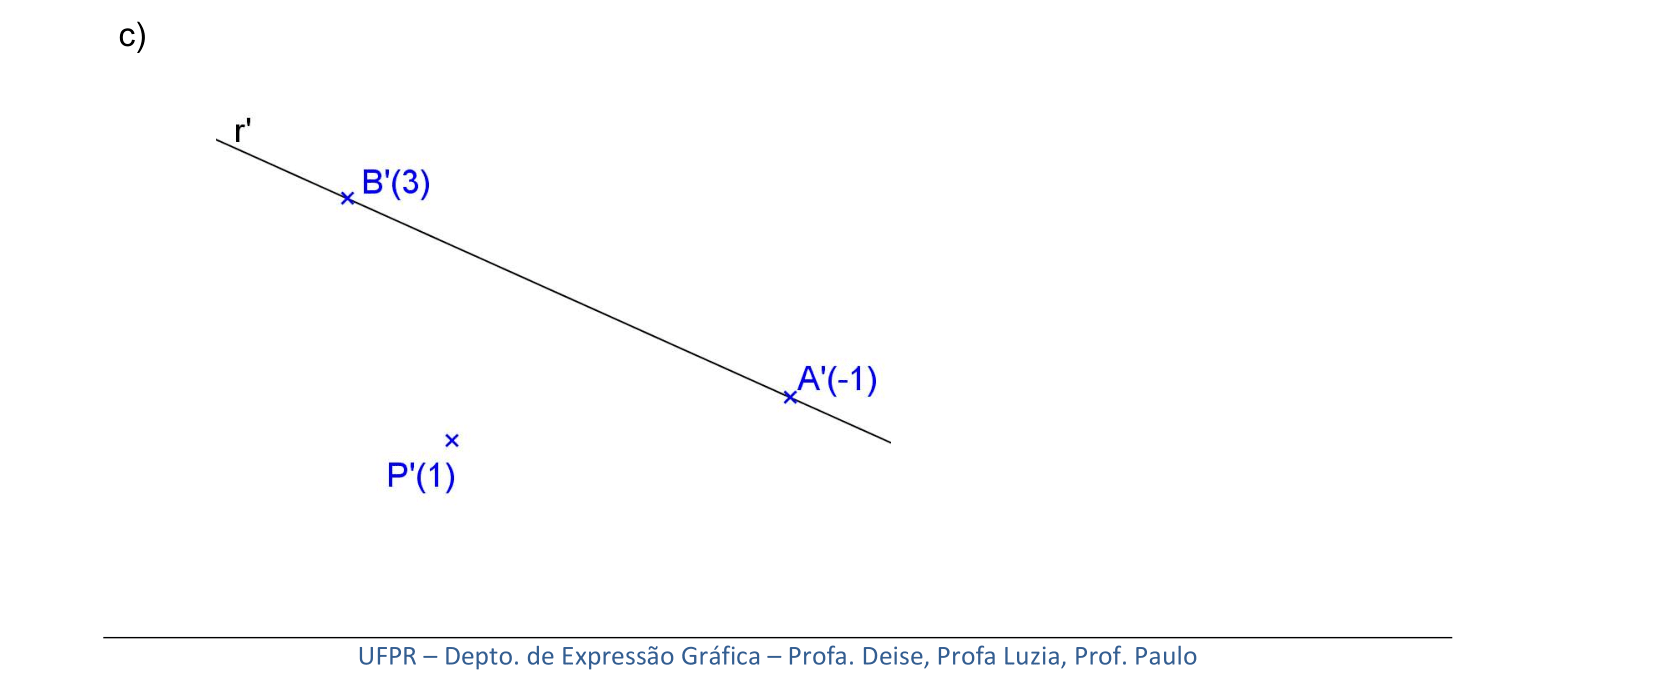 c)
r'
B'(3)
A'(-1)
P'(1)
UFPR – Depto. de Expressão Gráfica – Profa. Deise, Profa Luzia, Prof. Paulo